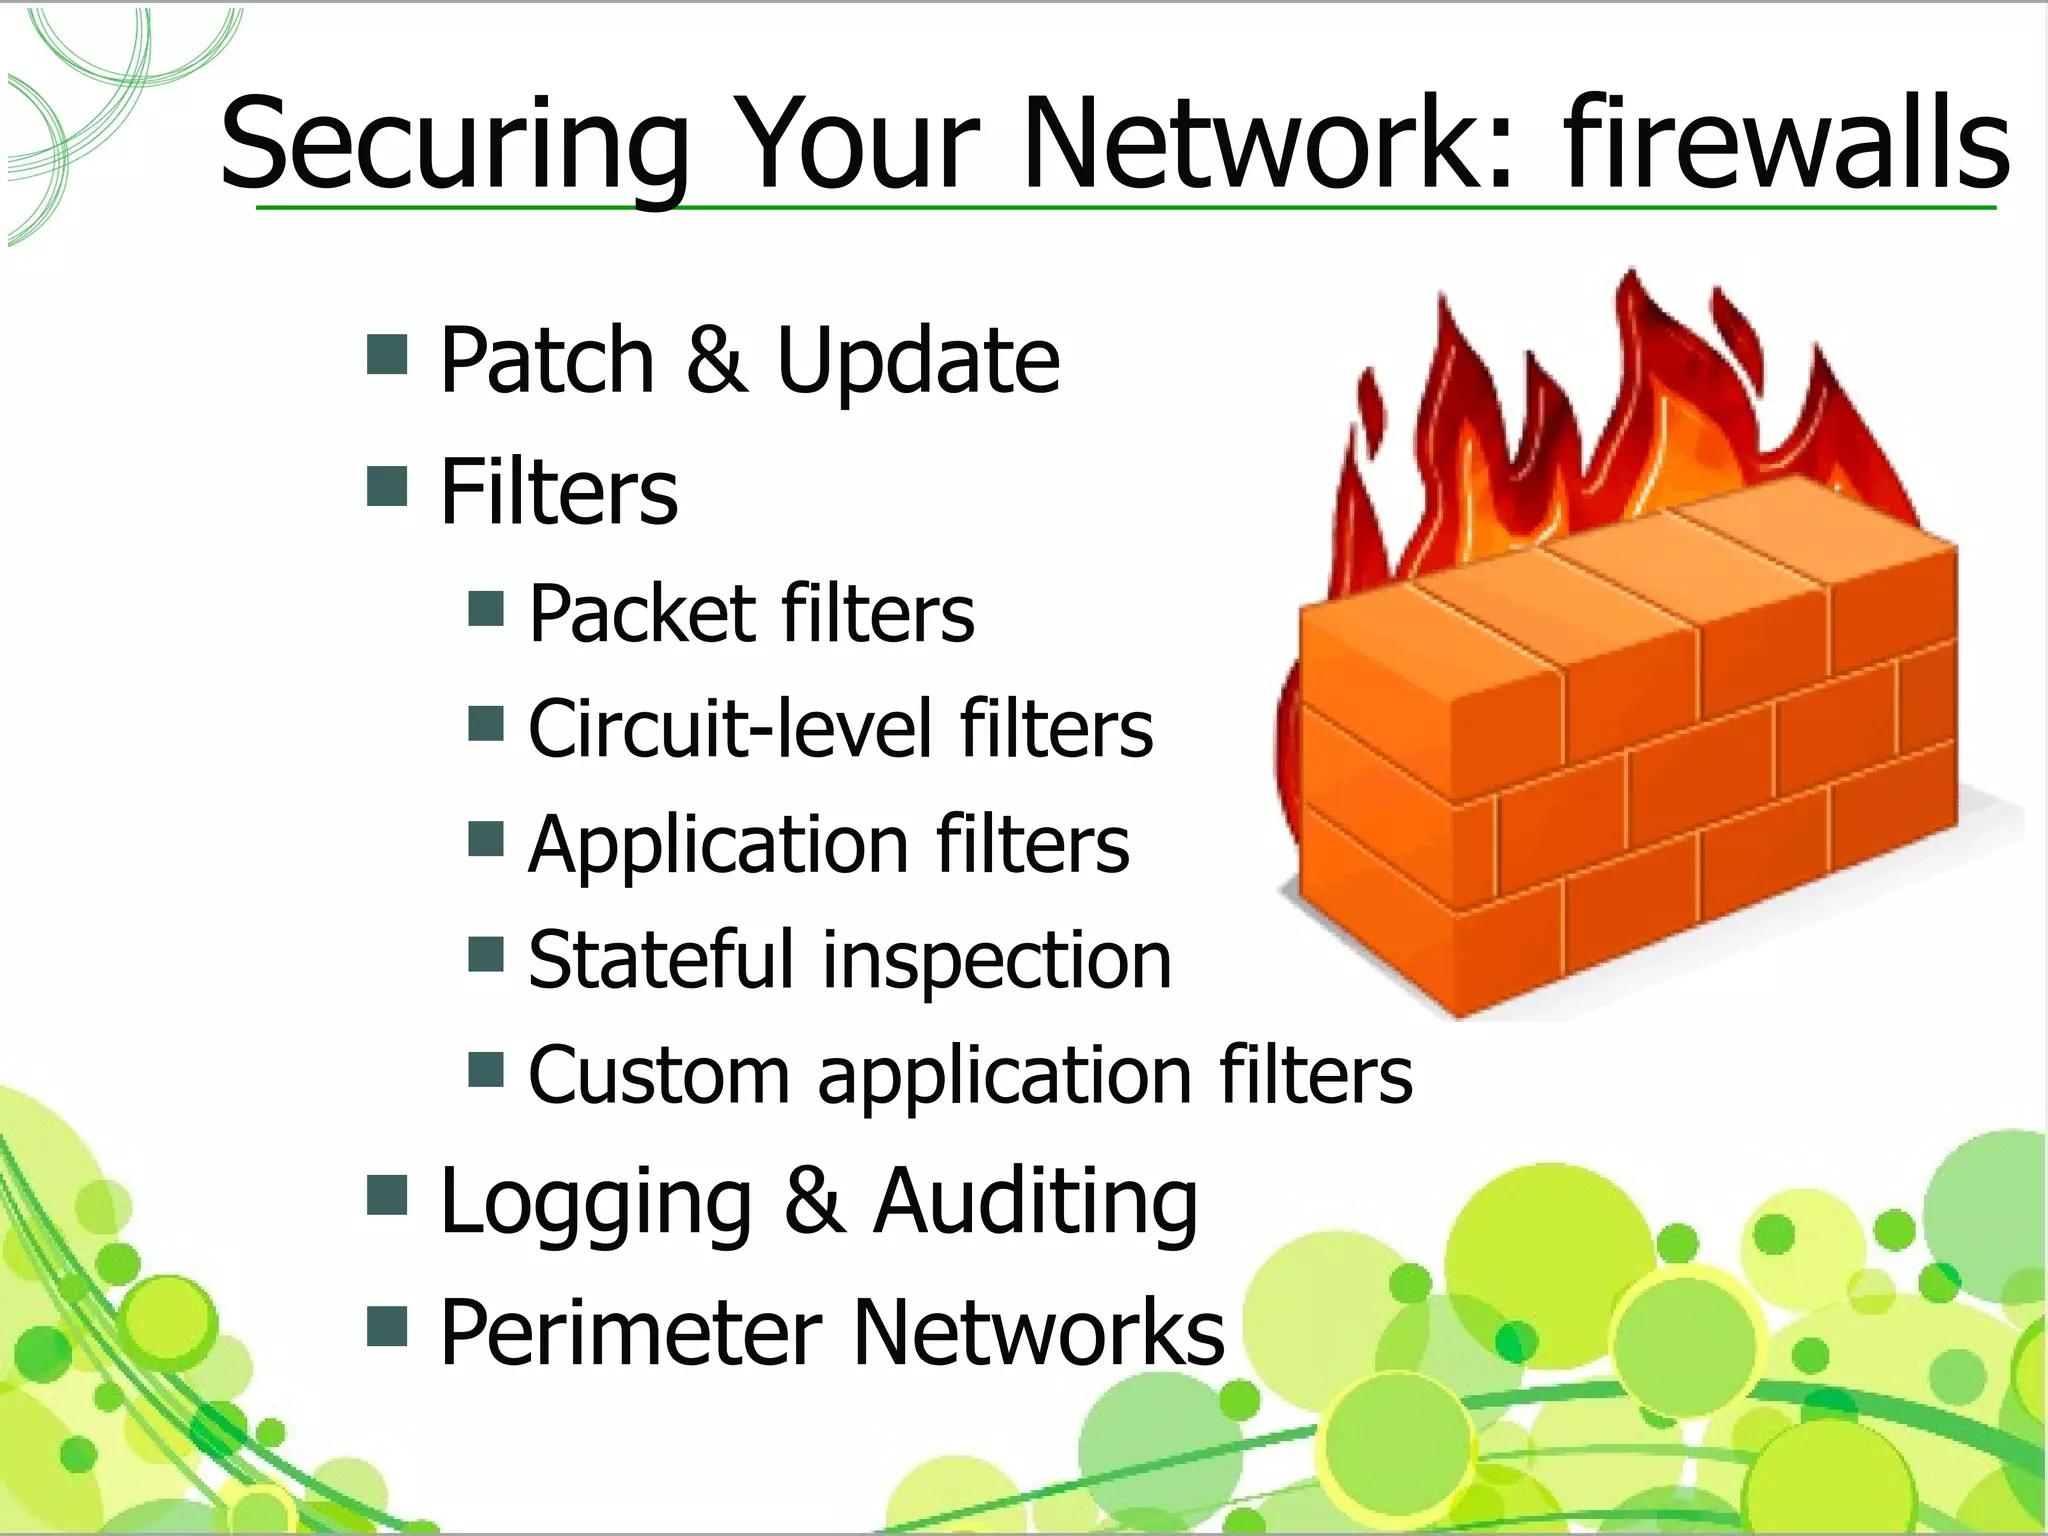 Securing Your Network: firewalls
Patch & Update
Filters
Packet filters
Circuit-level filters
Application filters
Stateful inspection
Custom application filters
Logging & Auditing
Perimeter Networks